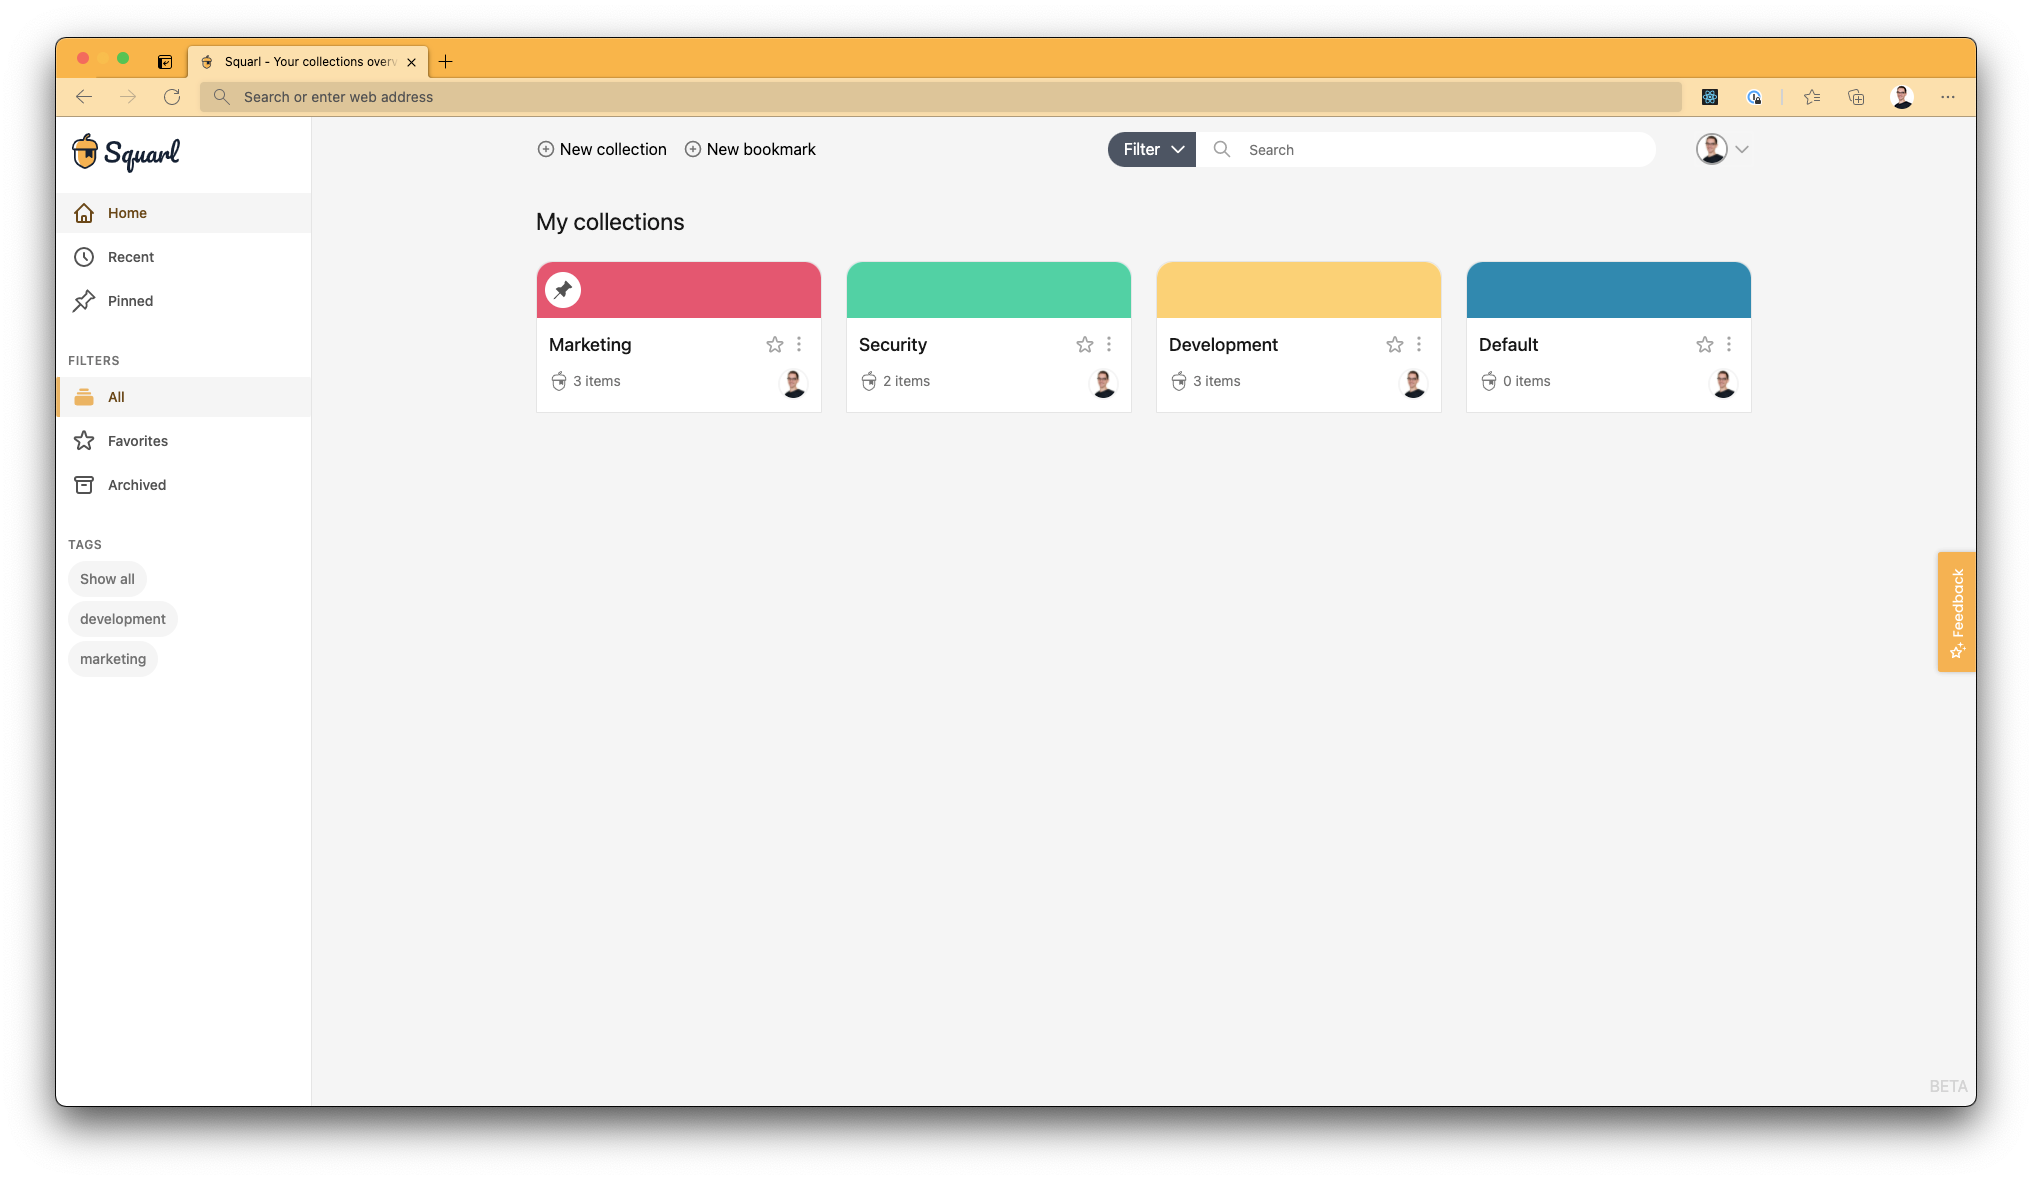 Squarl - Your collections over
Search or enter web address
Squarl
New collection
New bookmark
Filter
Search
Home
Recent
Pinned
FILTERS
All
Favorites
Archived
TAGS
Show all
development
marketing
My collections
Marketing
3 items
Security
2 items
Development
3 items
Default
0 items
Feedback
BETA